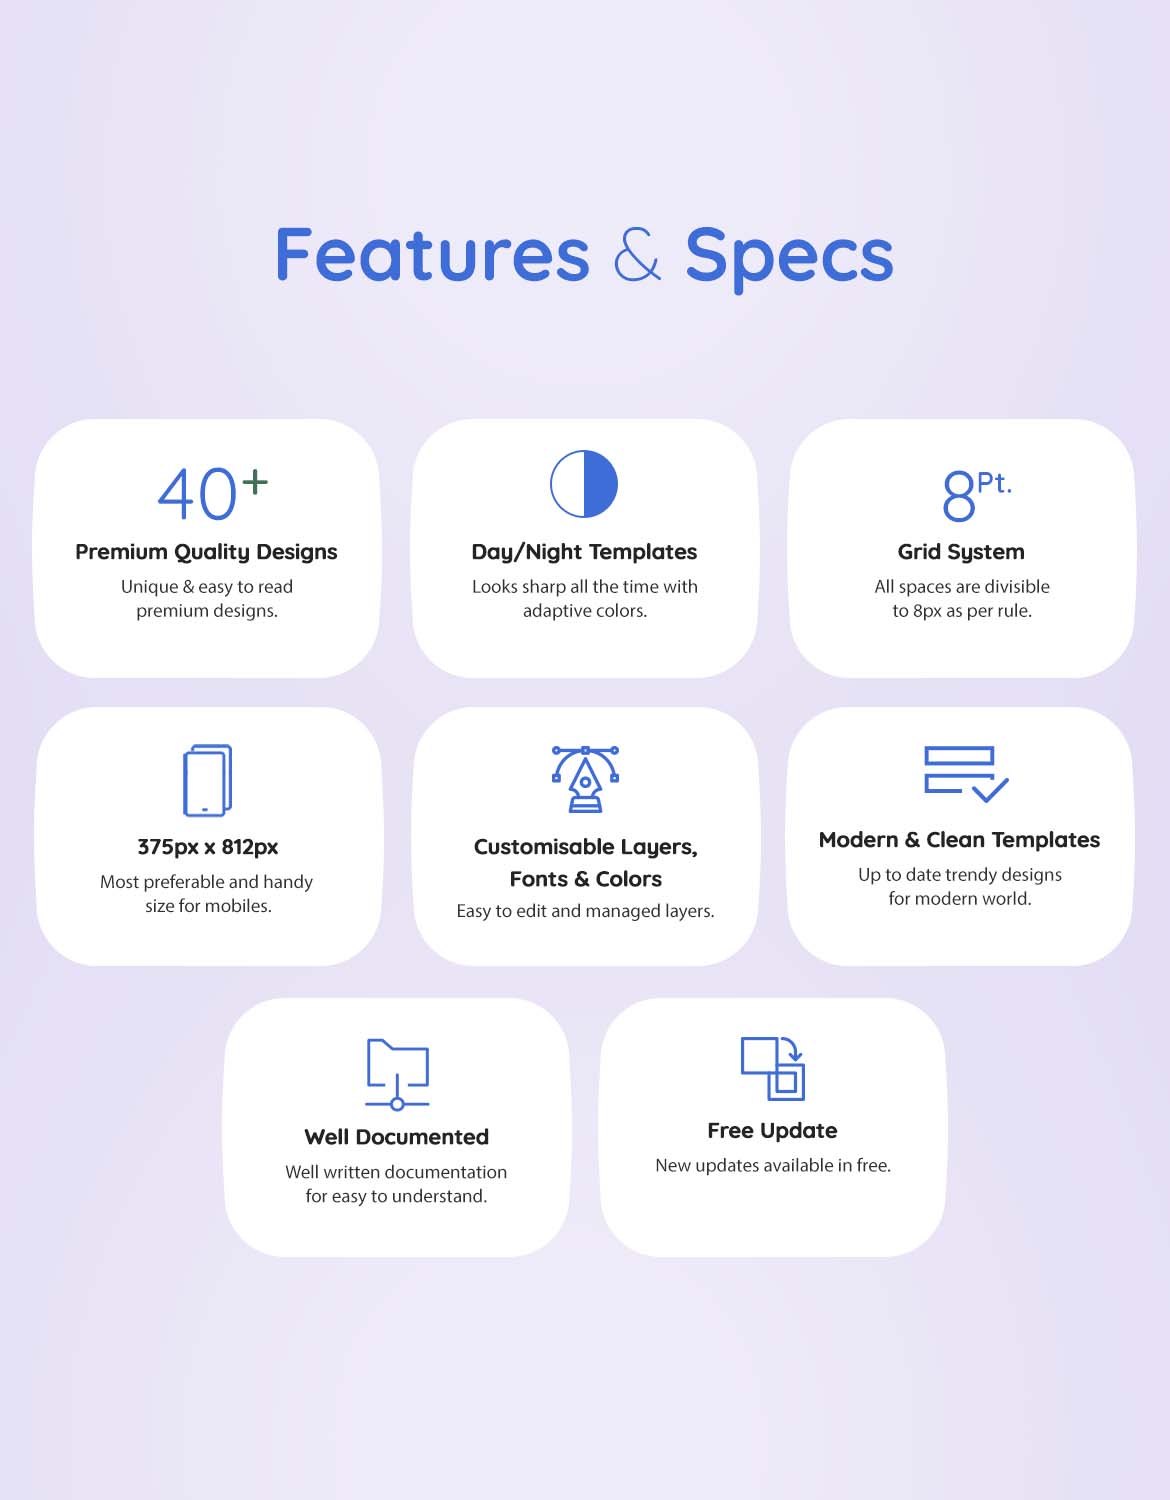 Features & Specs
40+
Premium Quality Designs
Unique & easy to read
premium designs.
Day/Night Templates
Looks sharp all the time with
adaptive colors.
8Pt.
Grid System
All spaces are divisible
to 8px as per rule.
375px x 812px
Most preferable and handy
size for mobiles.
Customisable Layers,
Fonts & Colors
Easy to edit and managed layers.
Modern & Clean Templates
Up to date trendy designs
for modern world.
Well Documented
Well written documentation
for easy to understand.
Free Update
New updates available in free.